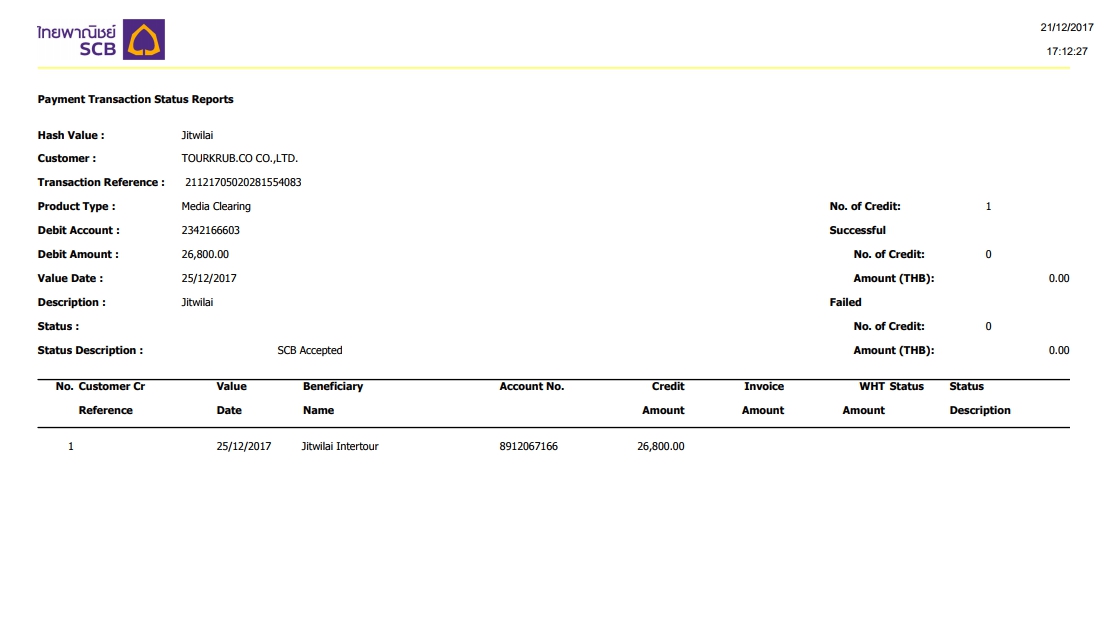 ไทยพาณิชย์
SCB
21/12/2017
17:12:27
Payment Transaction Status Reports
Hash Value : Jitwilai
Customer : TOURKRUB.CO CO.,LTD.
Transaction Reference : 21121705020281554083
Product Type : Media Clearing No. of Credit: 1
Debit Account : 2342166603 Successful
Debit Amount : 26,800.00 No. of Credit: 0
Value Date : 25/12/2017 Amount (THB): 0.00
Description : Jitwilai Failed
Status : No. of Credit: 0
Status Description : SCB Accepted Amount (THB): 0.00
No. Customer Cr Value Beneficiary Account No. Credit Invoice WHT Status Status
Reference Date Name Amount Amount Amount Description
1 25/12/2017 Jitwilai Intertour 8912067166 26,800.00